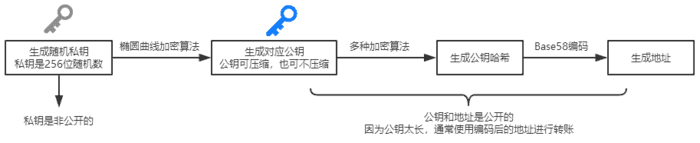 生成随机私钥
私钥是256位随机数
椭圆曲线加密算法
生成对应公钥
公钥可压缩，也可不压缩
多种加密算法
生成公钥哈希
Base58编码
生成地址
私钥是非公开的
公钥和地址是公开的
因为公钥太长，通常使用编码后的地址进行转账